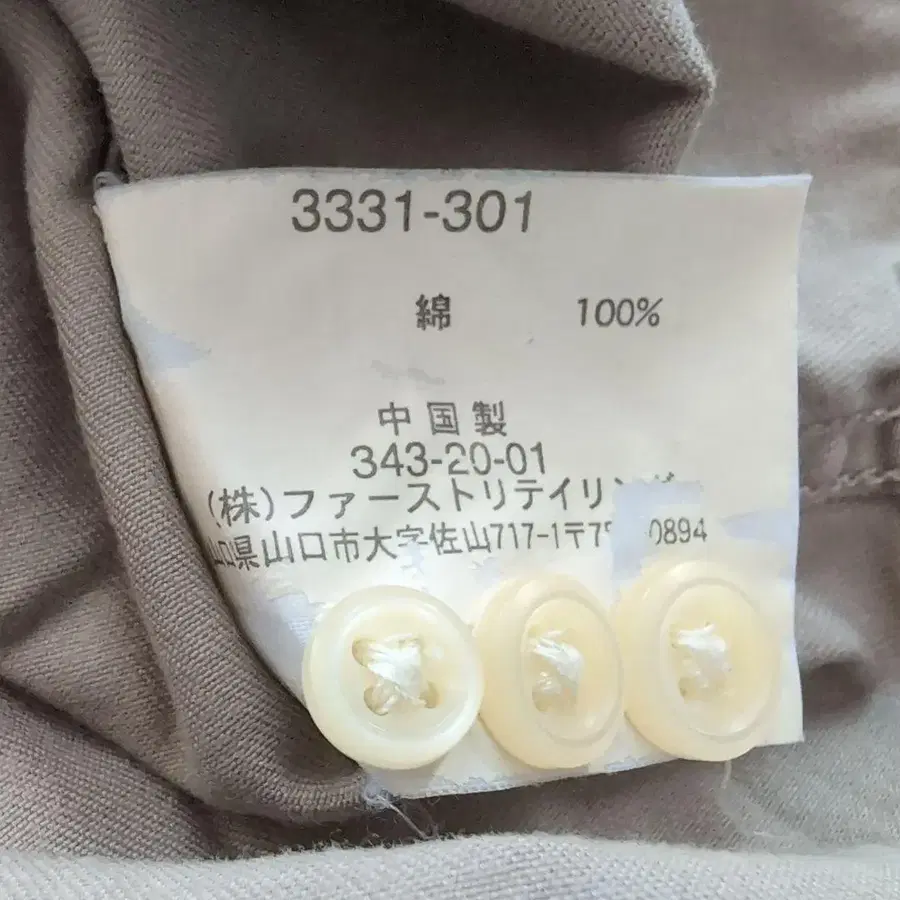 3331-301
綿 100%
中国製
343-20-01
(株)ファーストリテイリング
山口県山口市大字佐山717-1〒7 0894